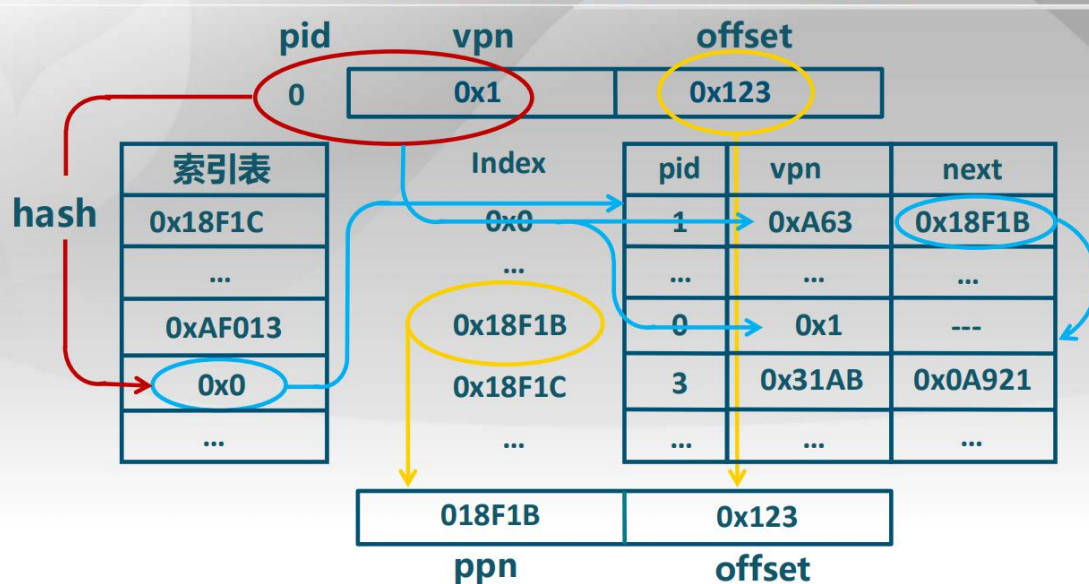 pid vpn offset
0 0x1 0x123
索引表 Index pid vpn next
hash 0x18F1C 0x0 1 0xA63 0x18F1B
... ... ... ... ...
0xAF013 0x18F1B 0 0x1 ---
0x0 0x18F1C 3 0x31AB 0x0A921
... ... ... ... ...
018F1B 0x123
ppn offset